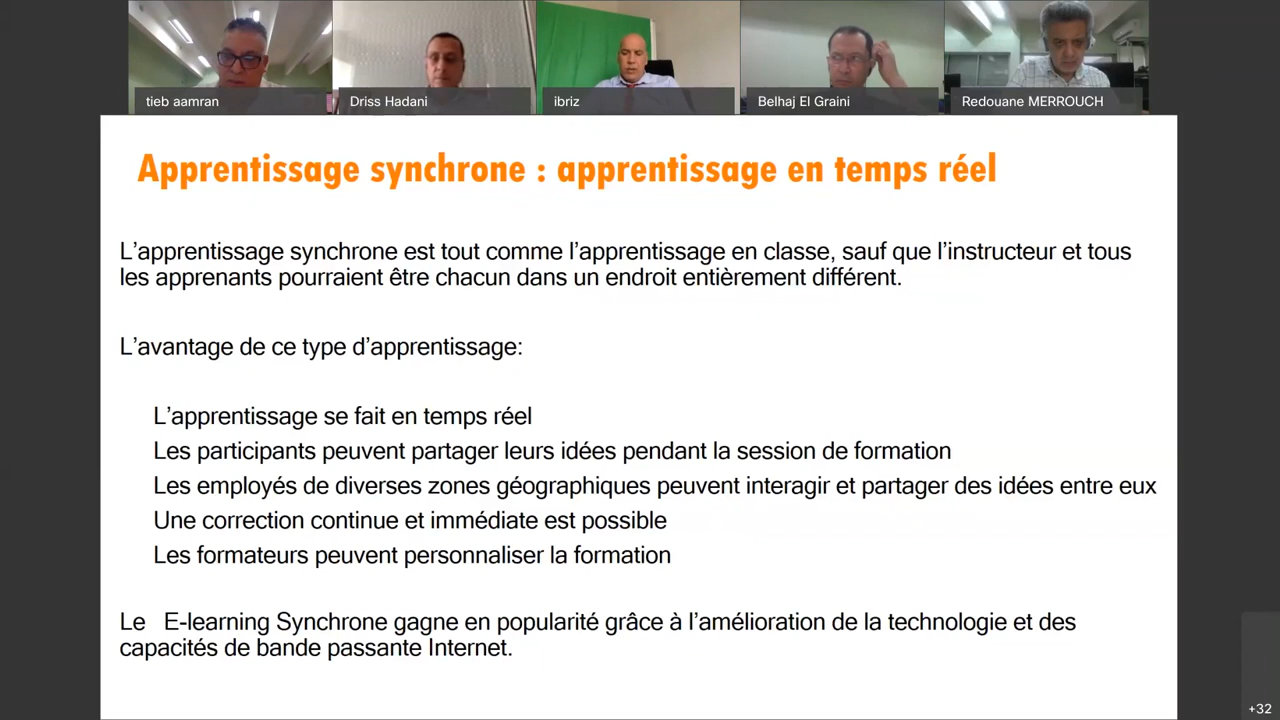 tieb aamran
Driss Hadani
ibriz
Belhaj El Graini
Redouane MERROUCH
Apprentissage synchrone : apprentissage en temps réel
L’apprentissage synchrone est tout comme l’apprentissage en classe, sauf que l’instructeur et tous
les apprenants pourraient être chacun dans un endroit entièrement différent.
L’avantage de ce type d’apprentissage:
L’apprentissage se fait en temps réel
Les participants peuvent partager leurs idées pendant la session de formation
Les employés de diverses zones géographiques peuvent interagir et partager des idées entre eux
Une correction continue et immédiate est possible
Les formateurs peuvent personnaliser la formation
Le E-learning Synchrone gagne en popularité grâce à l’amélioration de la technologie et des
capacités de bande passante Internet.
+32